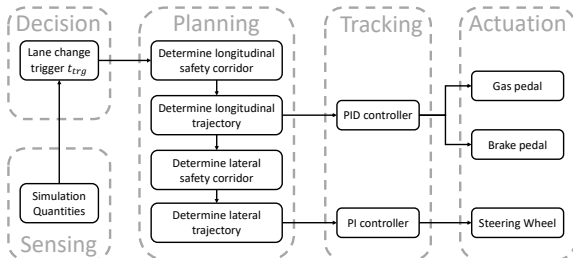 Decision
Planning
Tracking
Actuation
Lane change
trigger t_trg
Determine longitudinal
safety corridor
Gas pedal
Determine longitudinal
trajectory
PID controller
Brake pedal
Determine lateral
safety corridor
Simulation
Quantities
Determine lateral
trajectory
PI controller
Steering Wheel
Sensing